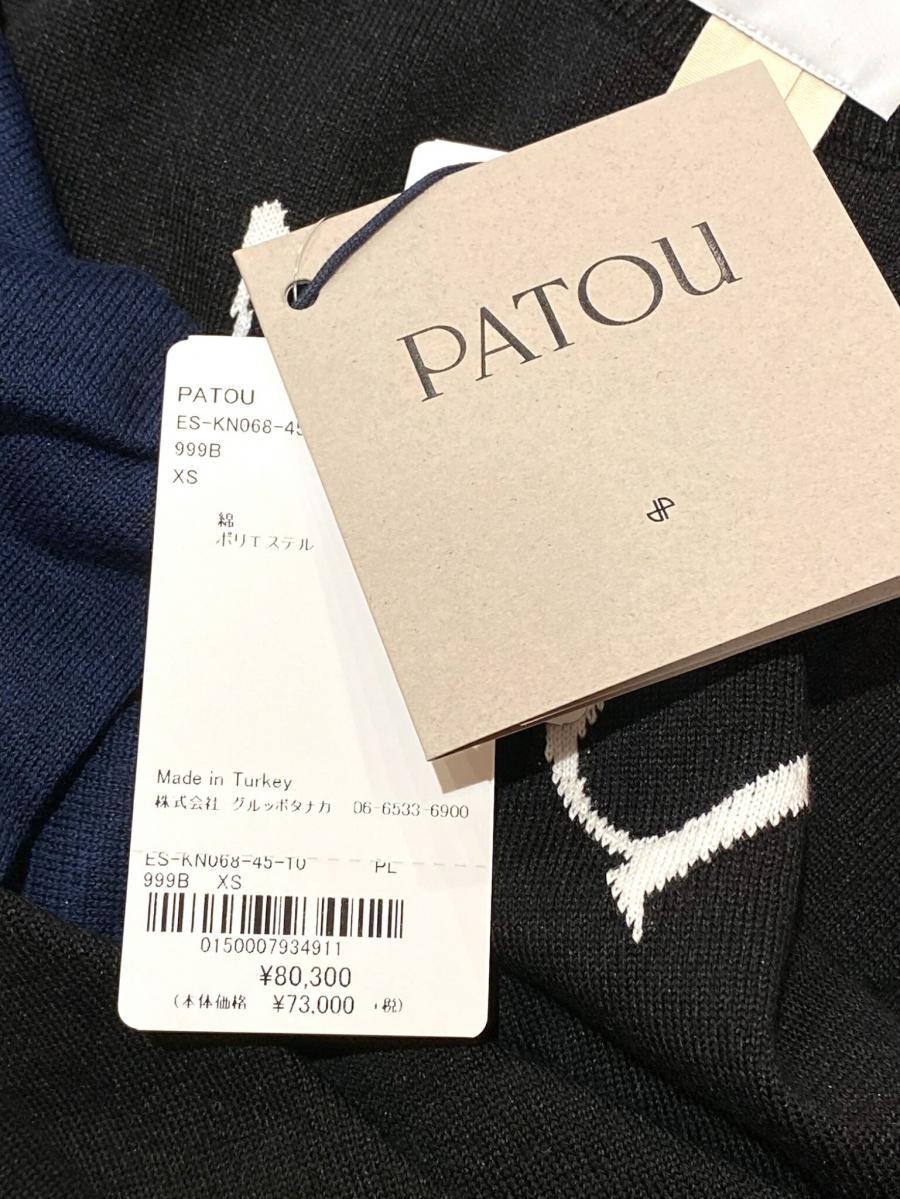 PATOU
PATOU
ES-KN068-45
999B
XS
綿
ポリエステル
Made in Turkey
株式会社 グルッポタナカ 06-6533-6900
ES-KN068-45-10 PL
999B XS
0150007934911
¥80,300
(本体価格 ¥73,000 +税)